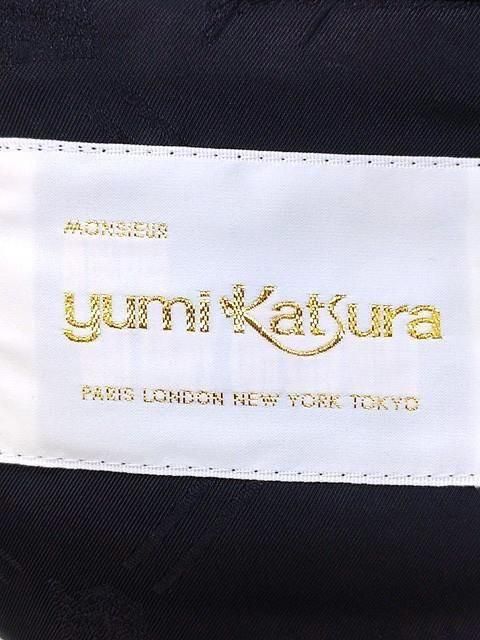 MONSIEUR
yumi Katsura
PARIS LONDON NEW YORK TOKYO